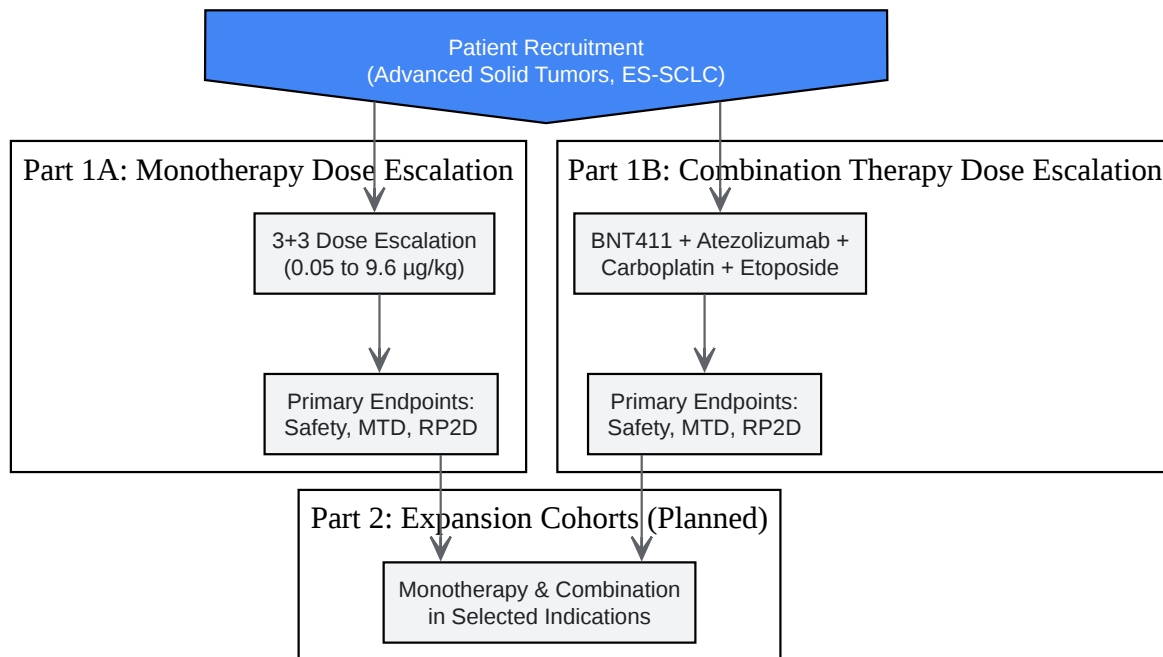 Patient Recruitment
(Advanced Solid Tumors, ES-SCLC)
Part 1A: Monotherapy Dose Escalation
3+3 Dose Escalation
(0.05 to 9.6 µg/kg)
Primary Endpoints:
Safety, MTD, RP2D
Part 1B: Combination Therapy Dose Escalation
BNT411 + Atezolizumab +
Carboplatin + Etoposide
Primary Endpoints:
Safety, MTD, RP2D
Part 2: Expansion Cohorts (Planned)
Monotherapy & Combination
in Selected Indications